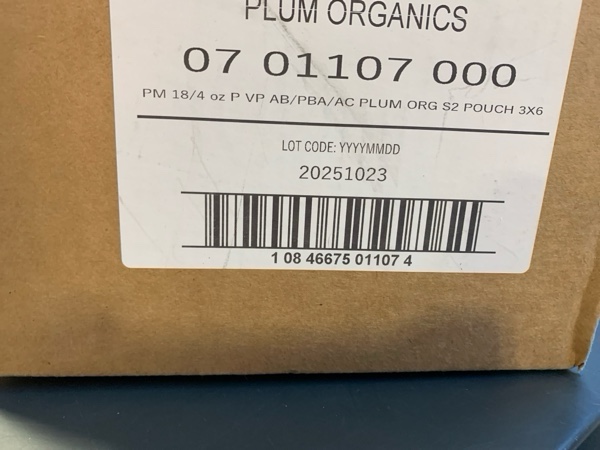 PLUM ORGANICS
07 01107 000
PM 18/4 oz P VP AB/PBA/AC PLUM ORG S2 POUCH 3X6
LOT CODE: YYYYMMDD
20251023
1 08 46675 01107 4